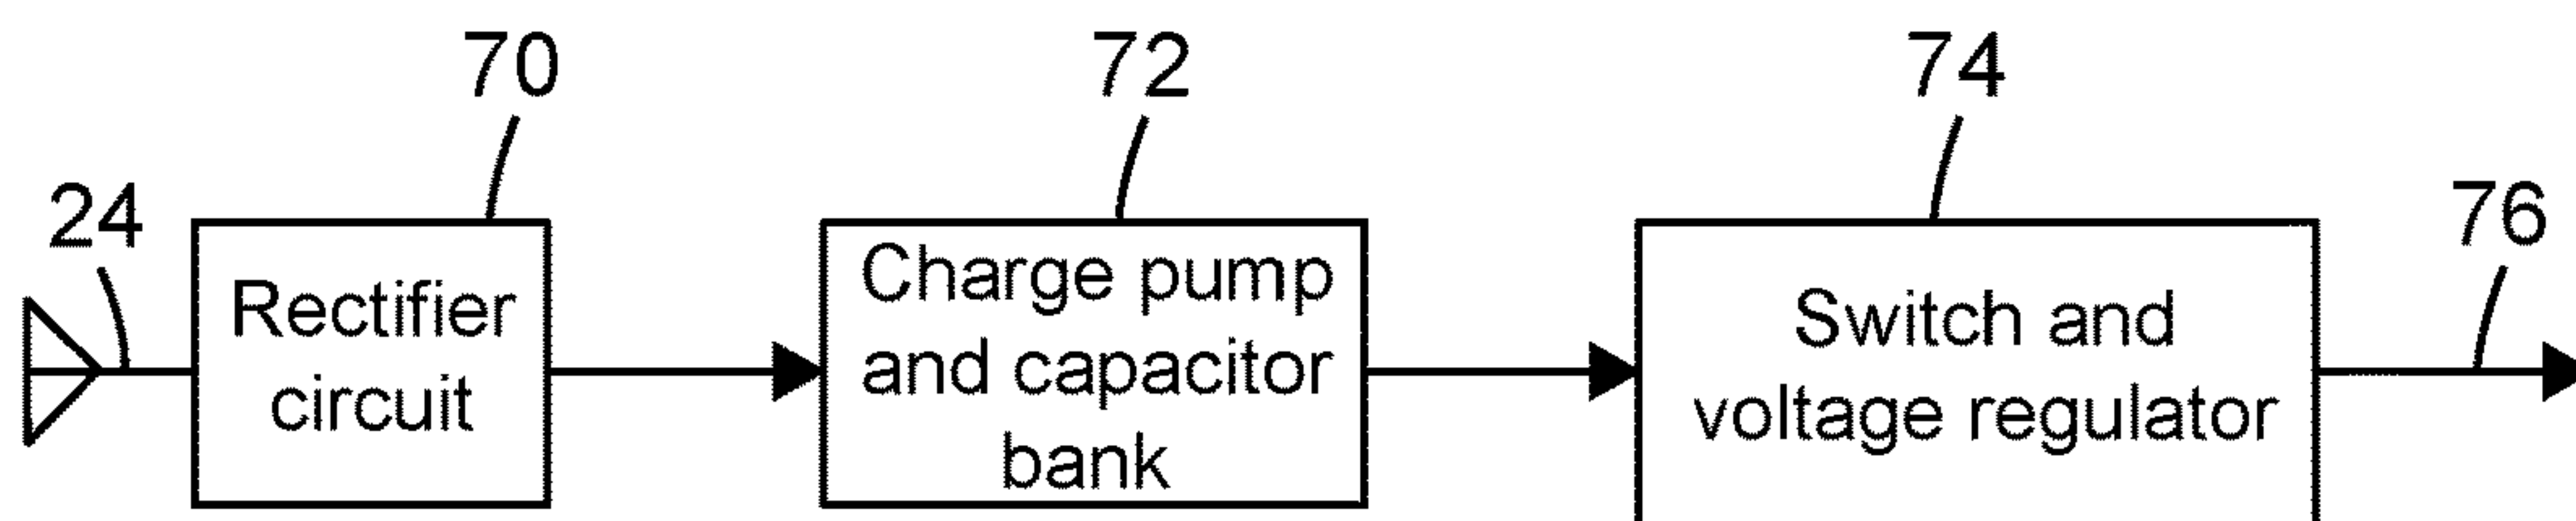 70
72
74
24
76
Rectifier
circuit
Charge pump
and capacitor
bank
Switch and
voltage regulator